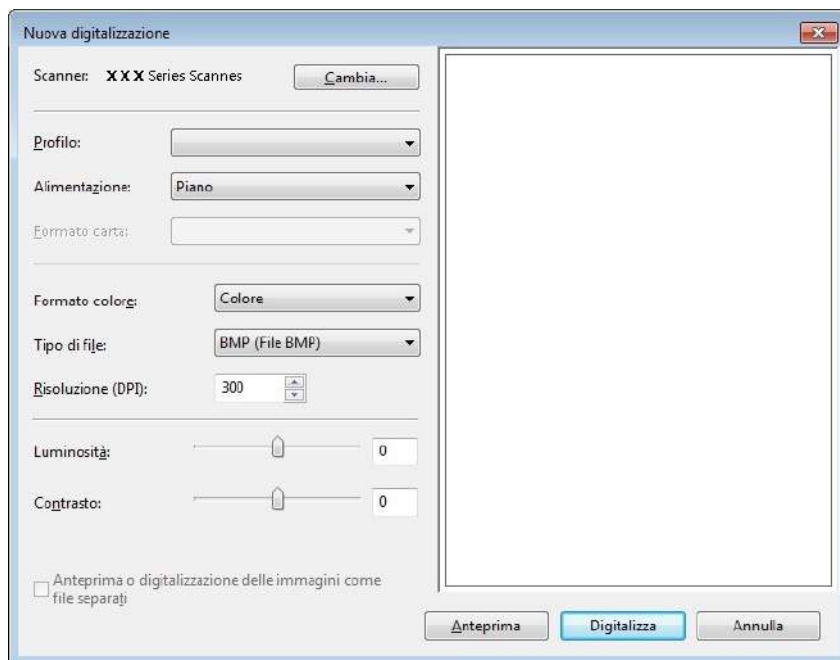 Nuova digitalizzazione
Scanner: XXX Series Scannes
Cambia...
Profilo:
Alimentazione: Piano
Formato carta:
Formato colore: Colore
Tipo di file: BMP (File BMP)
Risoluzione (DPI): 300
Luminosità: 0
Contrasto: 0
Anteprima o digitalizzazione delle immagini come
file separati
Anteprima
Digitalizza
Annulla